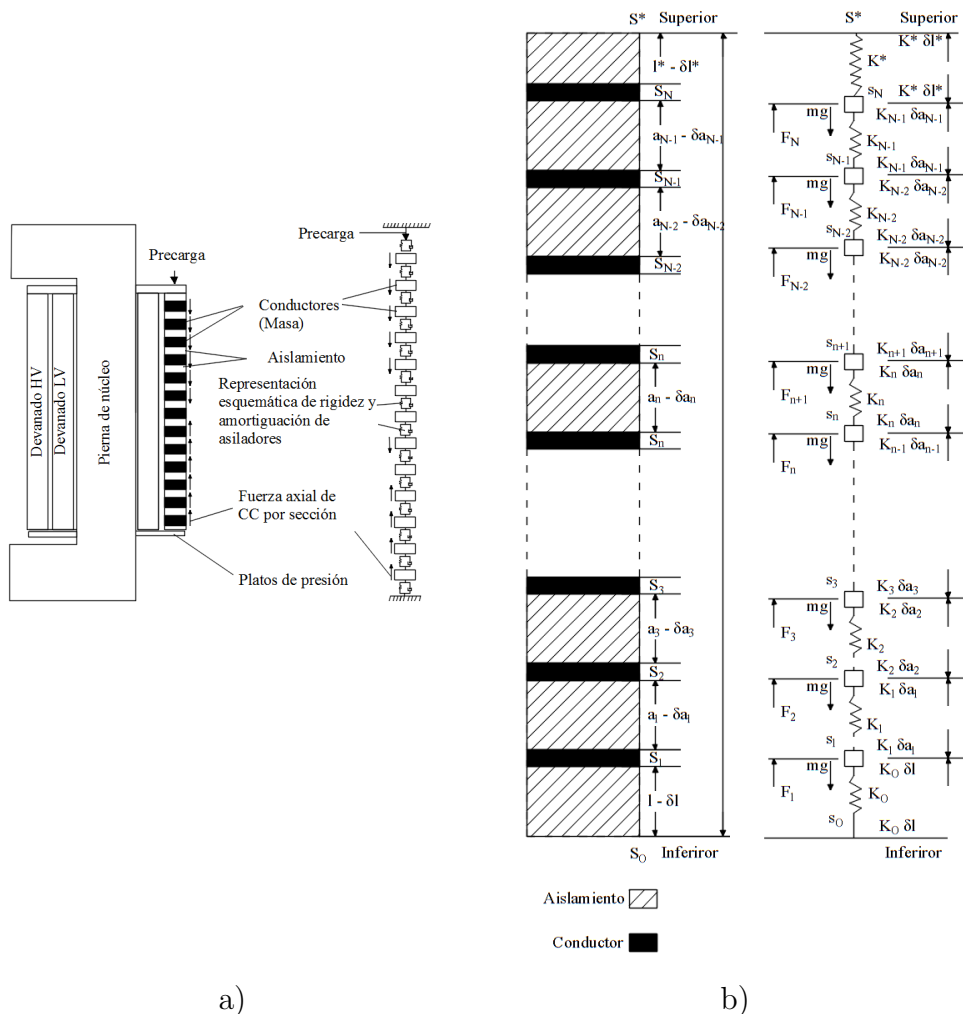 Precarga
Conductores
(Masa)
Aislamiento
Representación
esquemática de rigidez y
amortiguación de
asiladores
Fuerza axial de
CC por sección
Platos de presión
Devanado HV
Devanado LV
Pierna de núcleo
Precarga
a)
S* Superior
l* - δl*
S_N
a_N-1 - δa_N-1
S_N-1
a_N-2 - δa_N-2
S_N-2
S_n
a_n - δa_n
S_n
S_3
a_3 - δa_3
S_2
a_l - δa_l
S_1
l - δl
S_O Inferiror
Aislamiento
Conductor
S* Superior
K* δl*
K*
s_N K* δl*
mg K_N-1 δa_N-1
F_N K_N-1
s_N-1 K_N-1 δa_N-1
mg K_N-2 δa_N-2
F_N-1 K_N-2
s_N-2 K_N-2 δa_N-2
mg K_N-2 δa_N-2
F_N-2
s_n+1 K_n+1 δa_n+1
mg K_n δa_n
F_n+1 K_n
s_n K_n δa_n
mg K_n-1 δa_n-1
F_n
s_3 K_3 δa_3
mg K_2 δa_2
F_3 K_2
s_2 K_2 δa_2
mg K_1 δa_l
F_2 K_1
s_1 K_1 δa_l
mg K_O δl
F_1 K_O
s_O K_O δl
Inferiror
b)